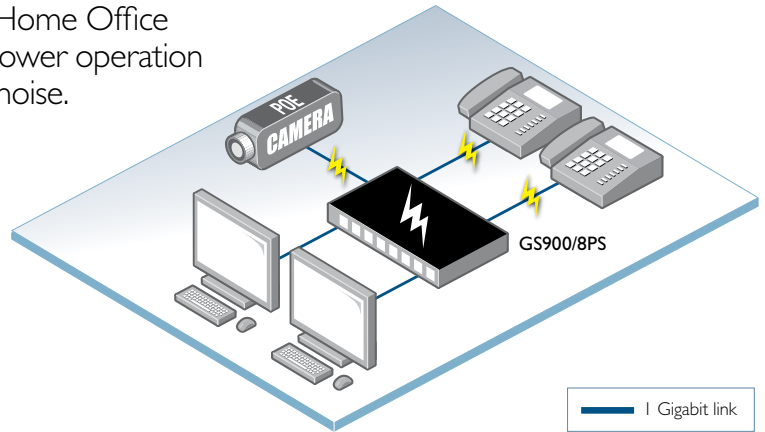 Home Office
ower operation
noise.
POE
CAMERA
GS900/8PS
1 Gigabit link